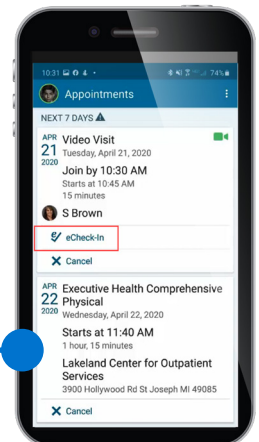 10:31 74%
Appointments
NEXT 7 DAYS
APR
21
2020
Video Visit
Tuesday, April 21, 2020
Join by 10:30 AM
Starts at 10:45 AM
15 minutes
S Brown
eCheck-In
Cancel
APR
22
2020
Executive Health Comprehensive
Physical
Wednesday, April 22, 2020
Starts at 11:40 AM
1 hour, 15 minutes
Lakeland Center for Outpatient
Services
3900 Hollywood Rd St Joseph MI 49085
Cancel